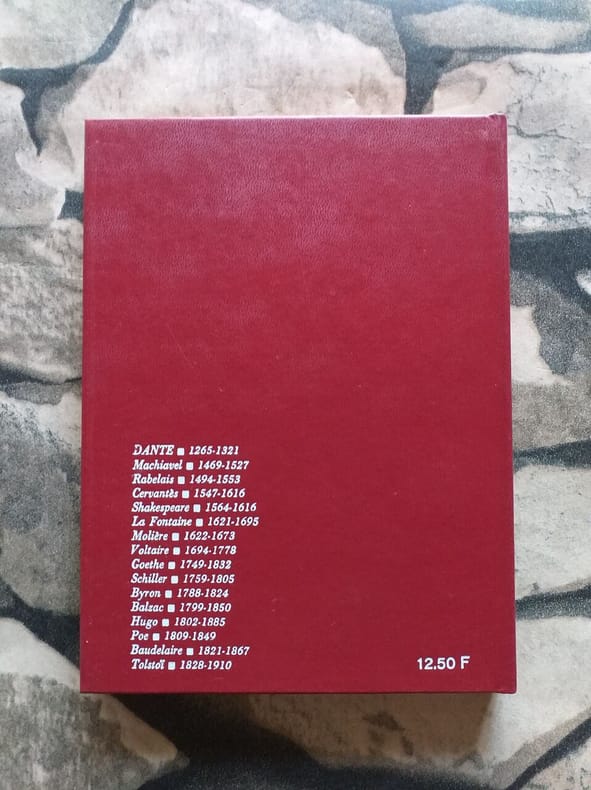 DANTE ■ 1265-1321
Machiavel ■ 1469-1527
Rabelais ■ 1494-1553
Cervantès ■ 1547-1616
Shakespeare ■ 1564-1616
La Fontaine ■ 1621-1695
Molière ■ 1622-1673
Voltaire ■ 1694-1778
Goethe ■ 1749-1832
Schiller ■ 1759-1805
Byron ■ 1788-1824
Balzac ■ 1799-1850
Hugo ■ 1802-1885
Poe ■ 1809-1849
Baudelaire ■ 1821-1867
Tolstoï ■ 1828-1910
12.50 F